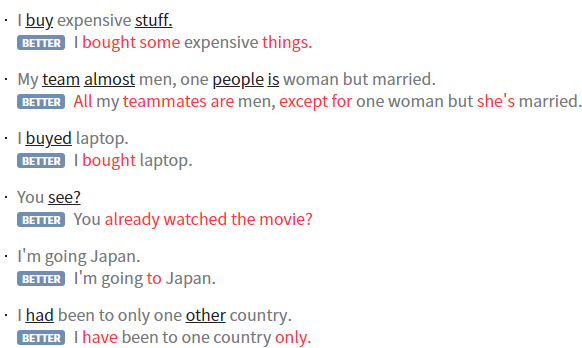 · I buy expensive stuff.
BETTER I bought some expensive things.
· My team almost men, one people is woman but married.
BETTER All my teammates are men, except for one woman but she's married.
· I buyed laptop.
BETTER I bought laptop.
· You see?
BETTER You already watched the movie?
· I'm going Japan.
BETTER I'm going to Japan.
· I had been to only one other country.
BETTER I have been to one country only.